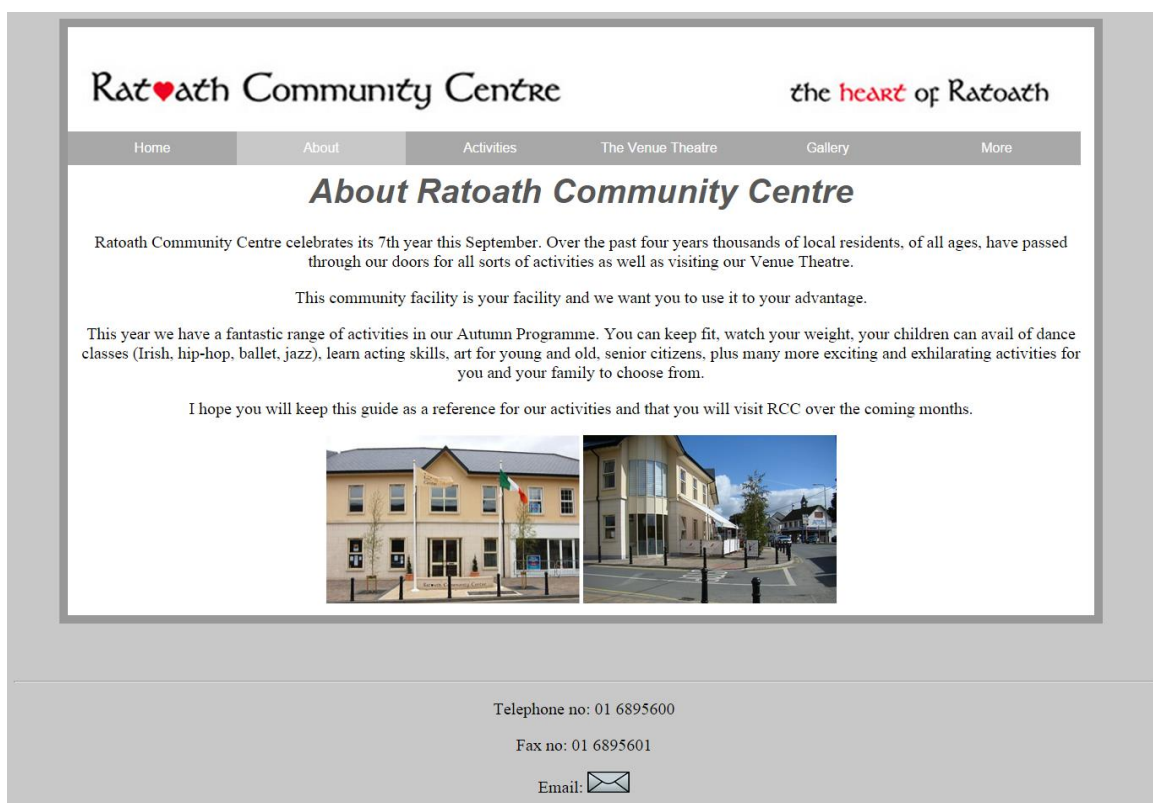 Ratoath Community Centre
the heart of Ratoath
Home About Activities The Venue Theatre Gallery More
About Ratoath Community Centre
Ratoath Community Centre celebrates its 7th year this September. Over the past four years thousands of local residents, of all ages, have passed
through our doors for all sorts of activities as well as visiting our Venue Theatre.
This community facility is your facility and we want you to use it to your advantage.
This year we have a fantastic range of activities in our Autumn Programme. You can keep fit, watch your weight, your children can avail of dance
classes (Irish, hip-hop, ballet, jazz), learn acting skills, art for young and old, senior citizens, plus many more exciting and exhilarating activities for
you and your family to choose from.
I hope you will keep this guide as a reference for our activities and that you will visit RCC over the coming months.
Ratoath Community Centre
Telephone no: 01 6895600
Fax no: 01 6895601
Email: